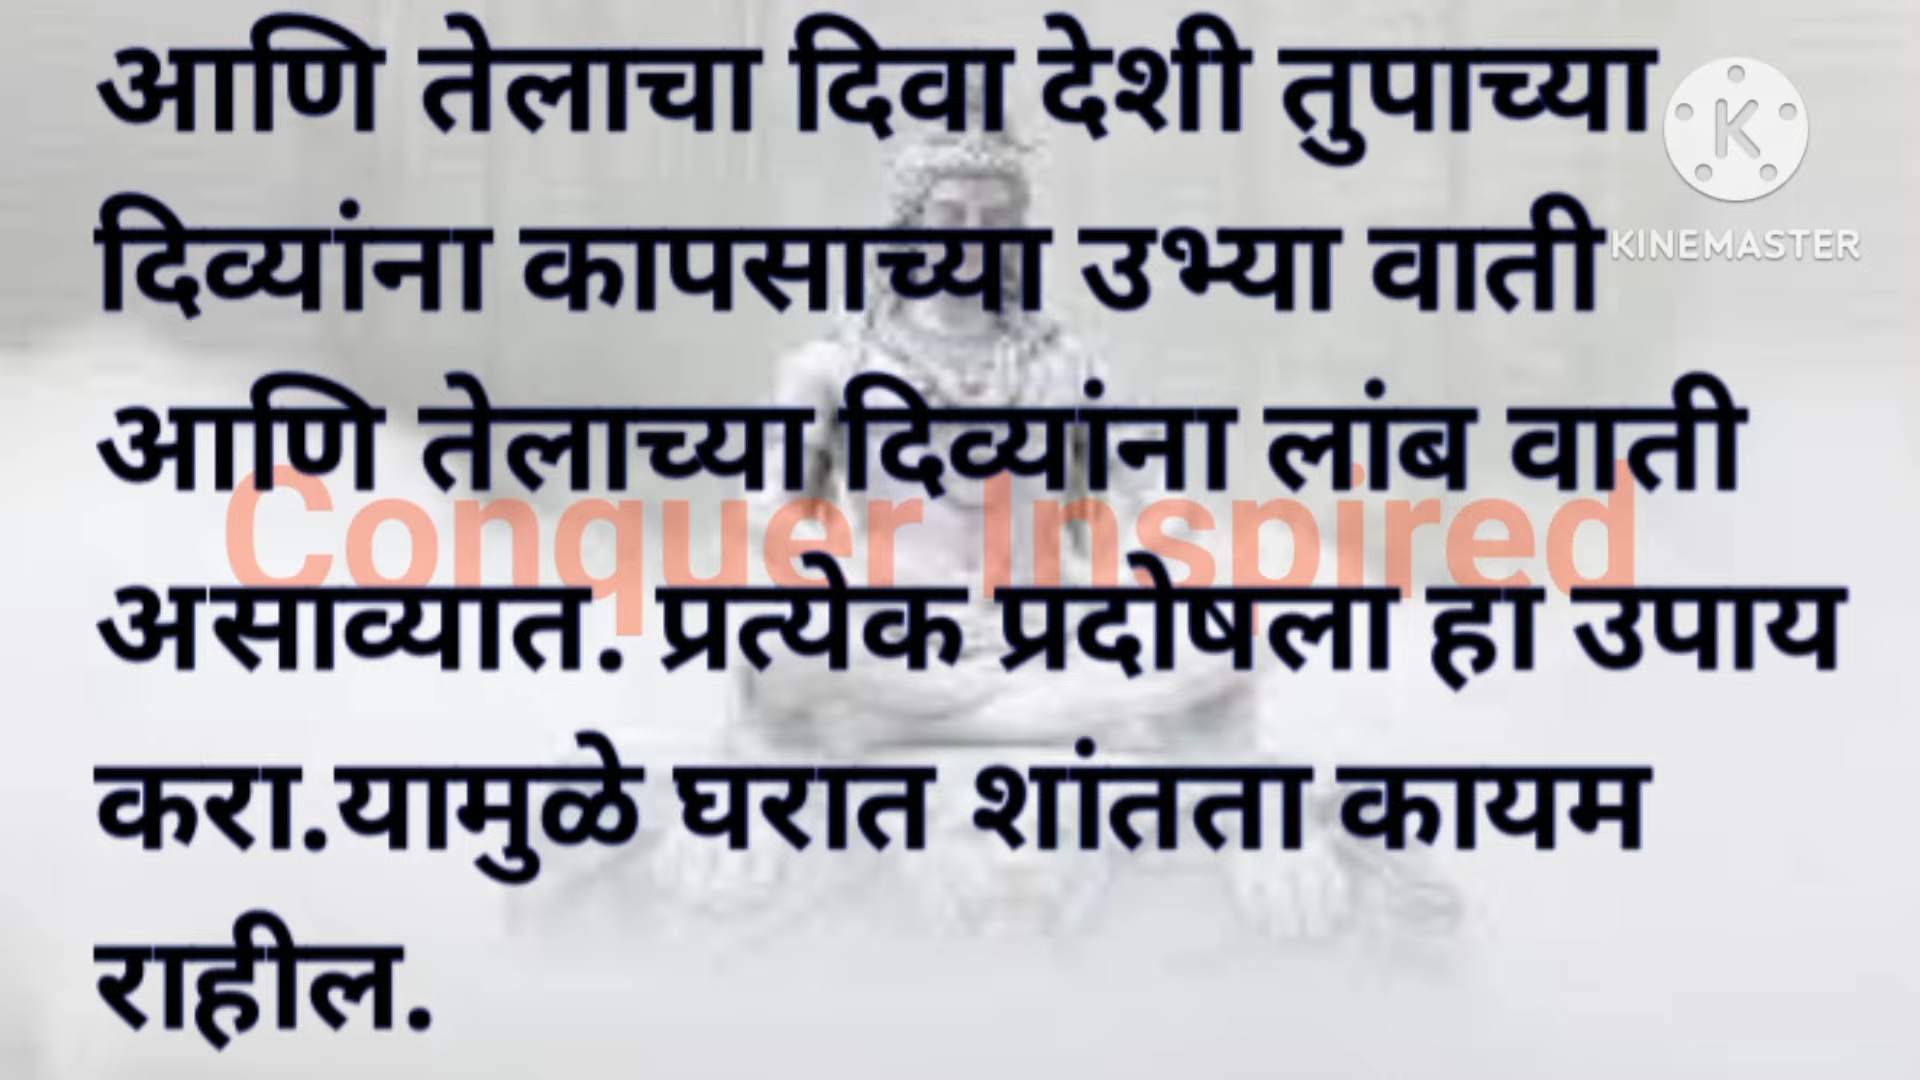 आणि तेलाचा दिवा देशी तुपाच्या
दिव्यांना कापसाच्या उभ्या वाती
आणि तेलाच्या दिव्यांना लांब वाती
असाव्यात. प्रत्येक प्रदोषला हा उपाय
करा.यामुळे घरात शांतता कायम
राहील.
K
KINEMASTER
Conquer Inspired